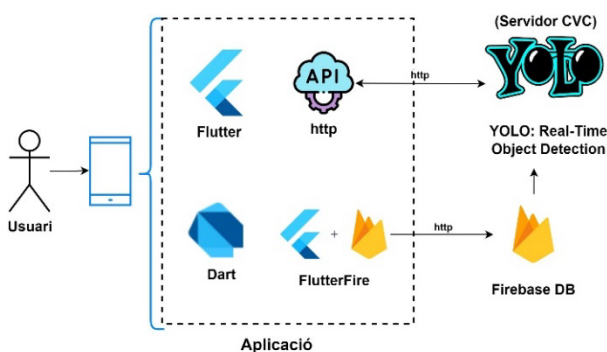 (Servidor CVC)
API
http
YOLO
Flutter
http
YOLO: Real-Time
Object Detection
Usuari
http
+
Dart
FlutterFire
Firebase DB
Aplicació